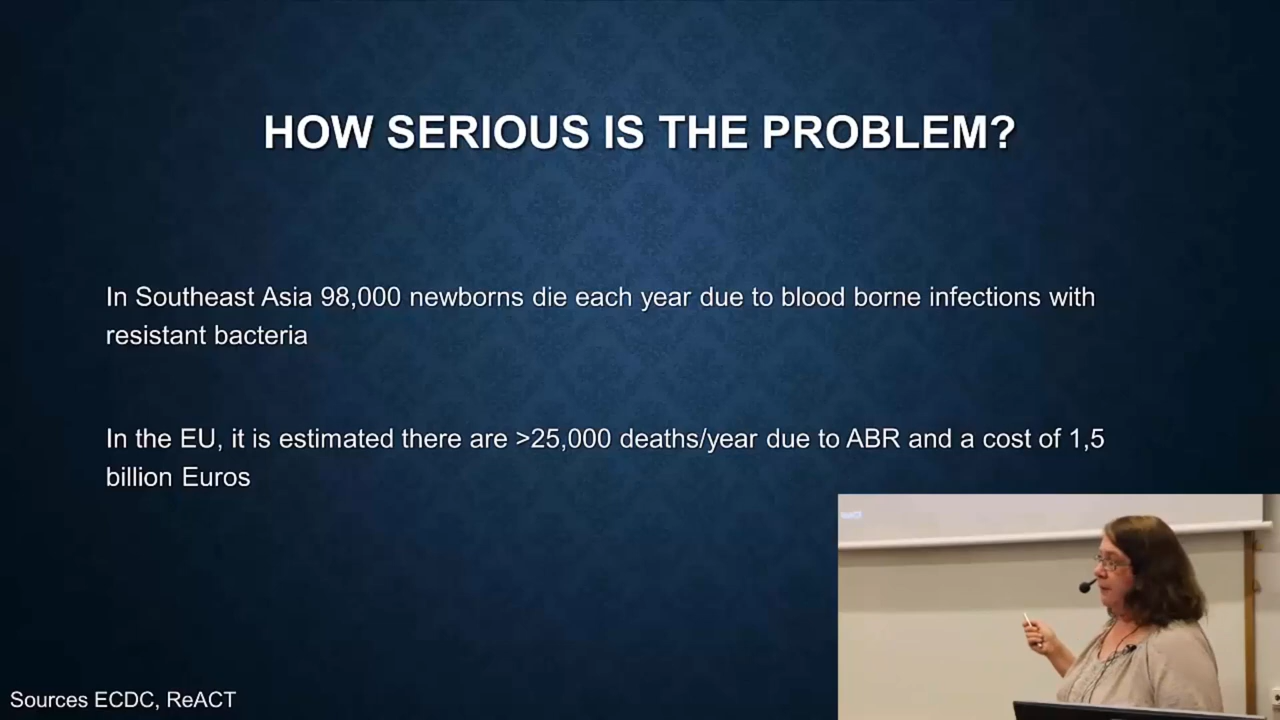 HOW SERIOUS IS THE PROBLEM?
In Southeast Asia 98,000 newborns die each year due to blood borne infections with
resistant bacteria
In the EU, it is estimated there are >25,000 deaths/year due to ABR and a cost of 1,5
billion Euros
ReACT
Sources ECDC, ReACT